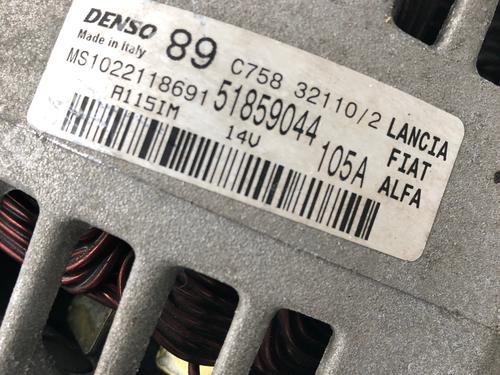 DENSO 89 C758 32110/2 LANCIA
Made in Italy
MS1022118691 51859044 105A FIAT
A115IM 14V ALFA